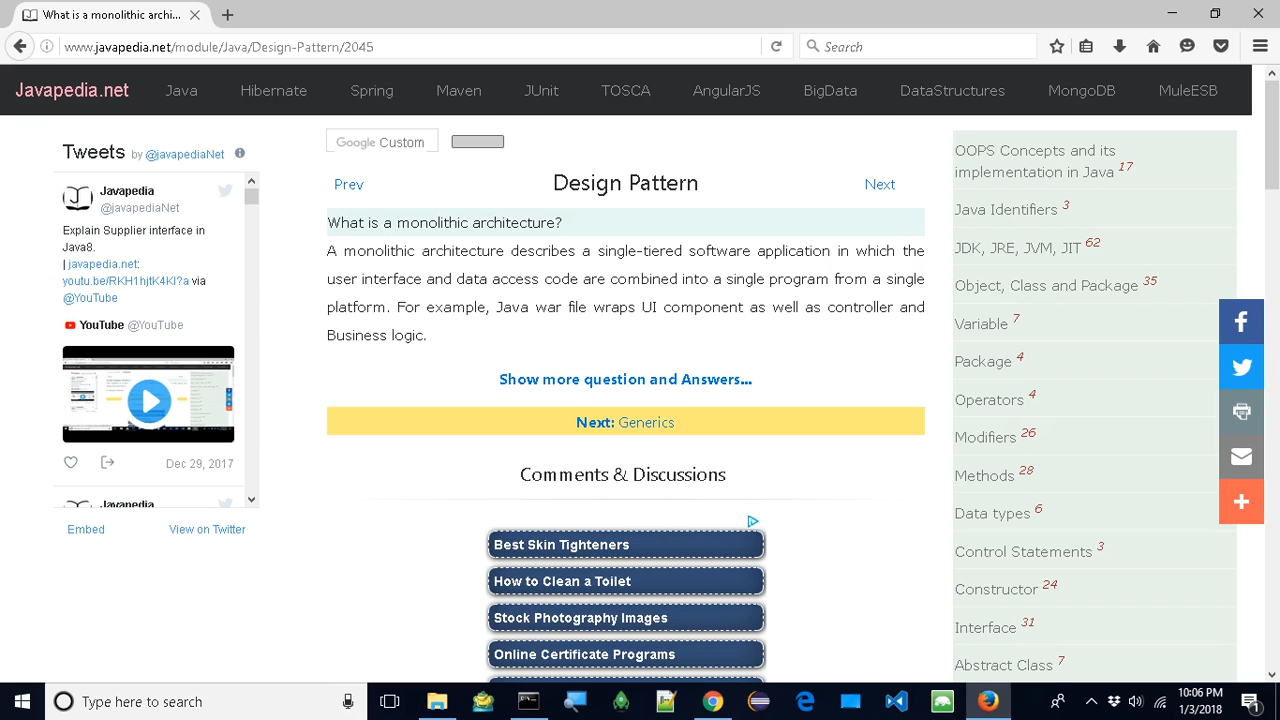 What is a monolithic archi...
www.javapedia.net/module/Java/Design-Pattern/2045
Search
Javapedia.net
Java
Hibernate
Spring
Maven
JUnit
TOSCA
AngularJS
BigData
DataStructures
MongoDB
MuleESB
Tweets by @javapediaNet
Javapedia
@javapediaNet
Explain Supplier interface in
Java8.
| javapedia.net:
youtu.be/RKH1hjtK4KI?a via
@YouTube
YouTube @YouTube
Dec 29, 2017
Javapedia
Embed
View on Twitter
Google Custom
Prev
Design Pattern
Next
What is a monolithic architecture?
A monolithic architecture describes a single-tiered software application in which the
user interface and data access code are combined into a single program from a single
platform. For example, Java war file wraps UI component as well as controller and
Business logic.
Show more question and Answers...
Next: Generics
Comments & Discussions
Best Skin Tighteners
How to Clean a Toilet
Stock Photography Images
Online Certificate Programs
OOPS Concepts and its
implementation in Java 17
Java Identifiers 3
JDK, JRE, JVM, JIT 62
Object, Class and Package 35
Variable 7
Package 4
Operators 4
Modifiers 26
Methods 28
Data types 6
Control Statements 3
Constructor 24
Interface 31
Abstract Class 7
Type here to search
10:06 PM
1/3/2018
1